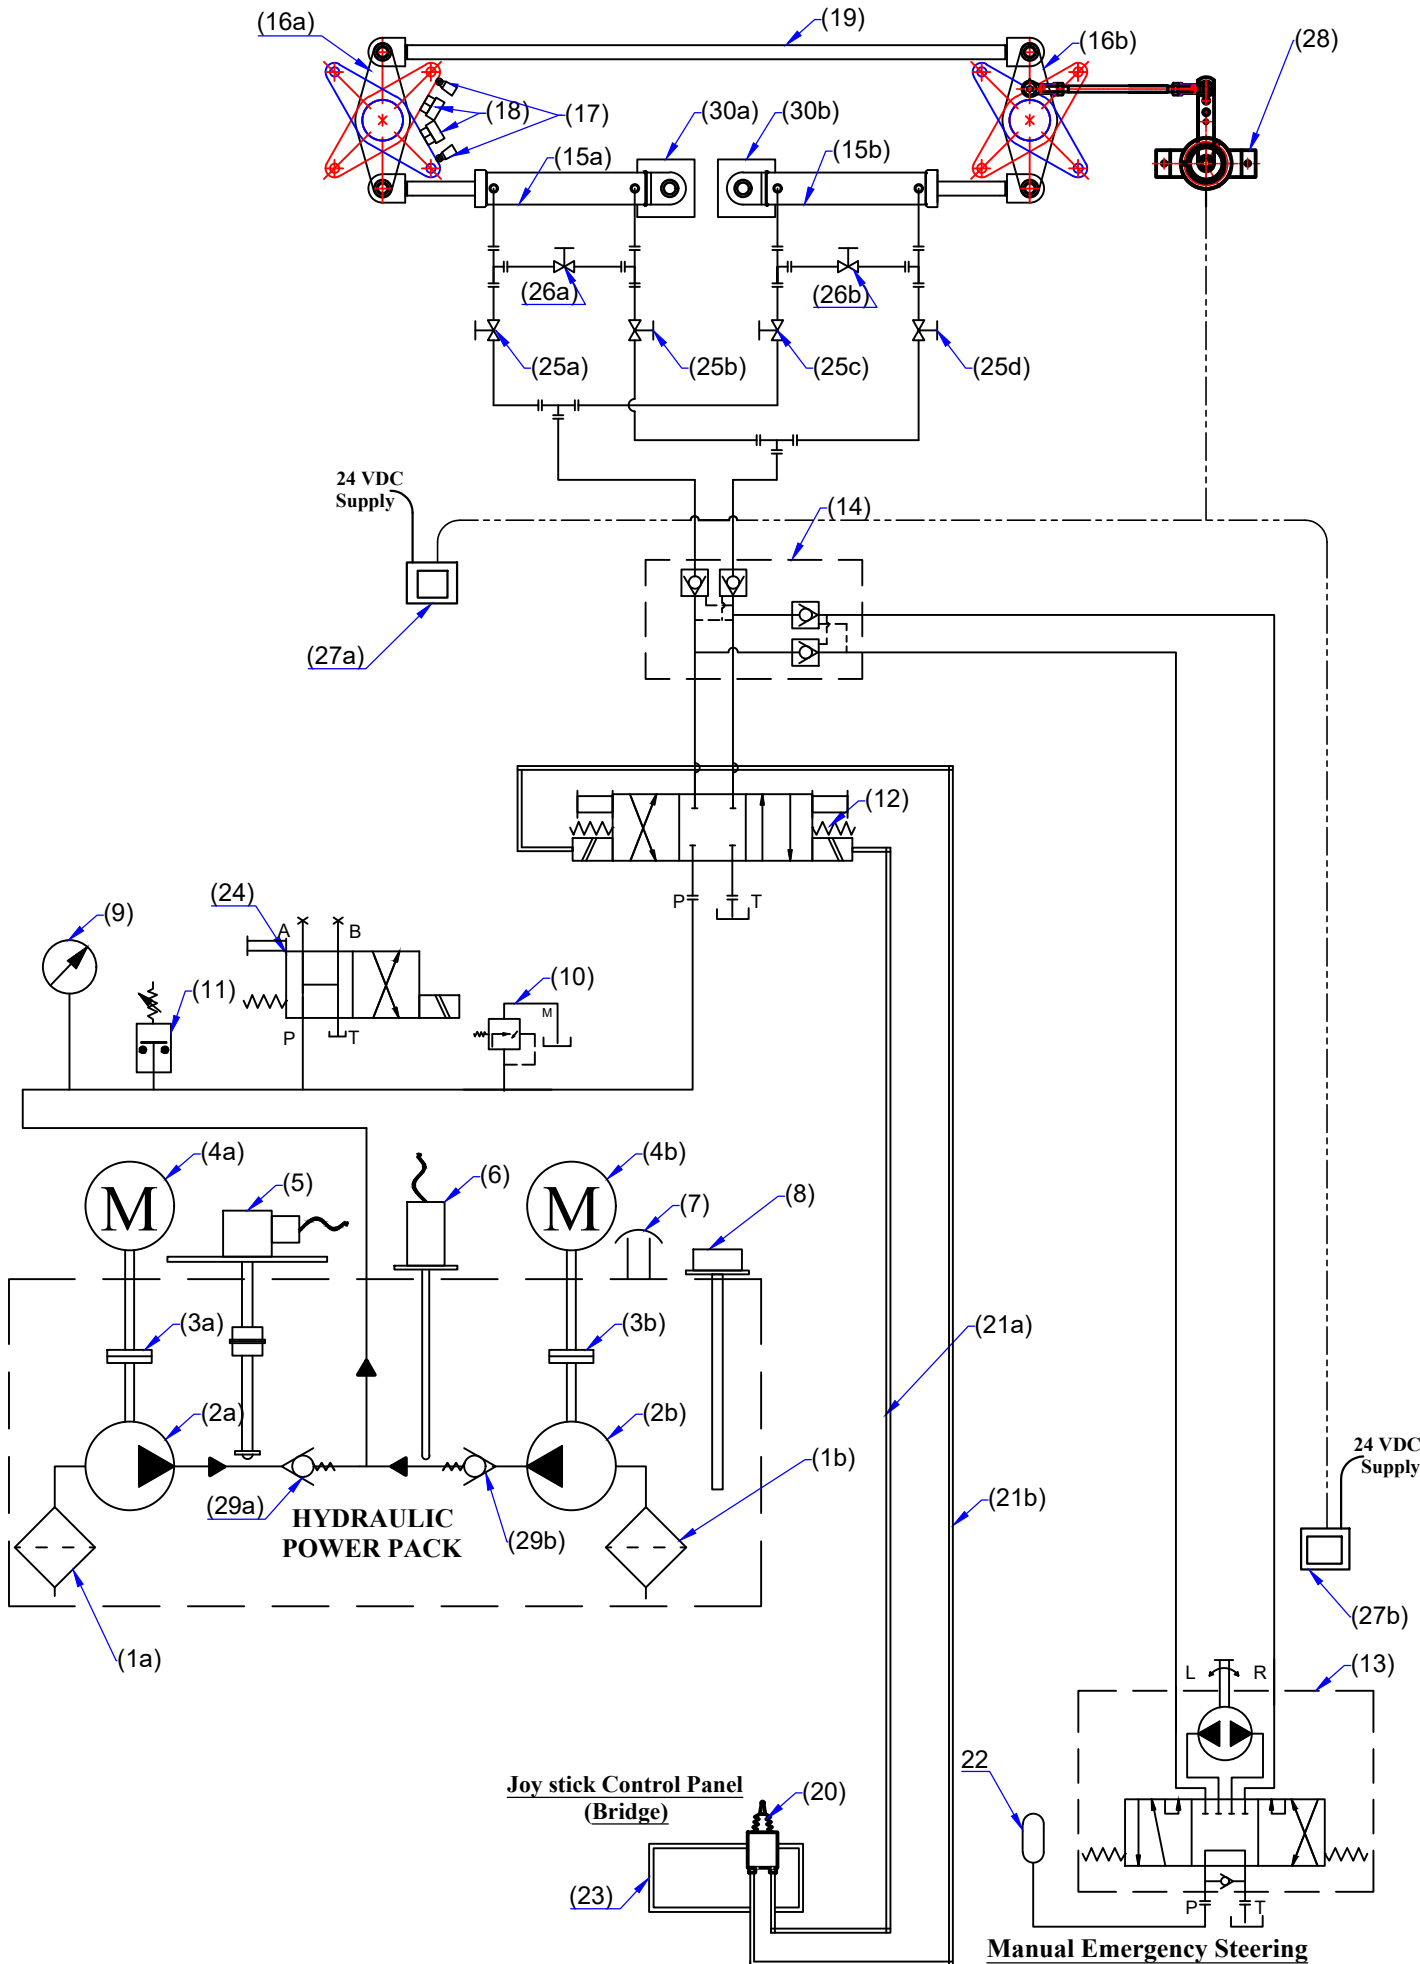 (16a)
(19)
(16b)
(28)
(18)
(17)
(30a)
(30b)
(15a)
(15b)
(26a)
(26b)
(25a)
(25b)
(25c)
(25d)
24 VDC
Supply
(14)
(27a)
(12)
P
T
(24)
(9)
A
B
(11)
(10)
M
P
T
(4a)
(5)
(6)
(4b)
(7)
(8)
M
M
(3a)
(3b)
(21a)
(2a)
(2b)
(1b)
24 VDC
Supply
(29a)
HYDRAULIC
POWER PACK
(29b)
(21b)
(1a)
(27b)
L
R
(13)
Joy stick Control Panel
(Bridge)
(20)
22
(23)
P
T
Manual Emergency Steering